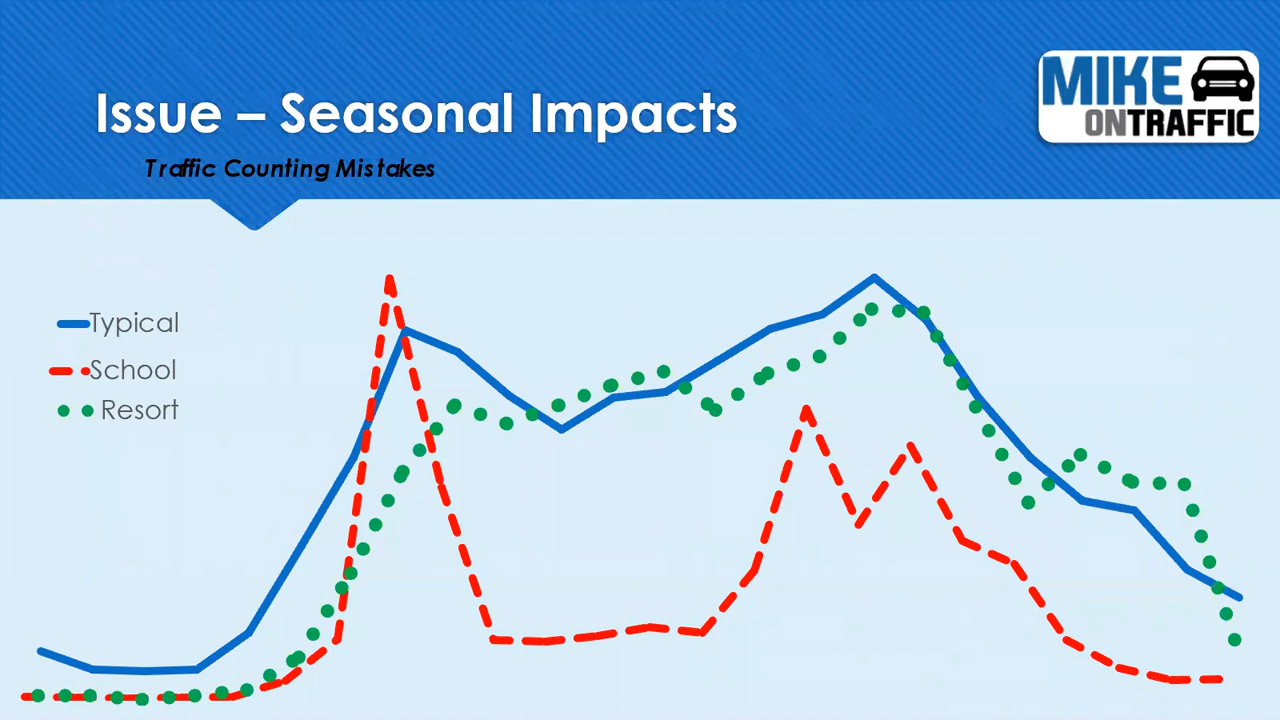 Issue – Seasonal Impacts
MIKE
ONTRAFFIC
Traffic Counting Mistakes
Typical
School
Resort